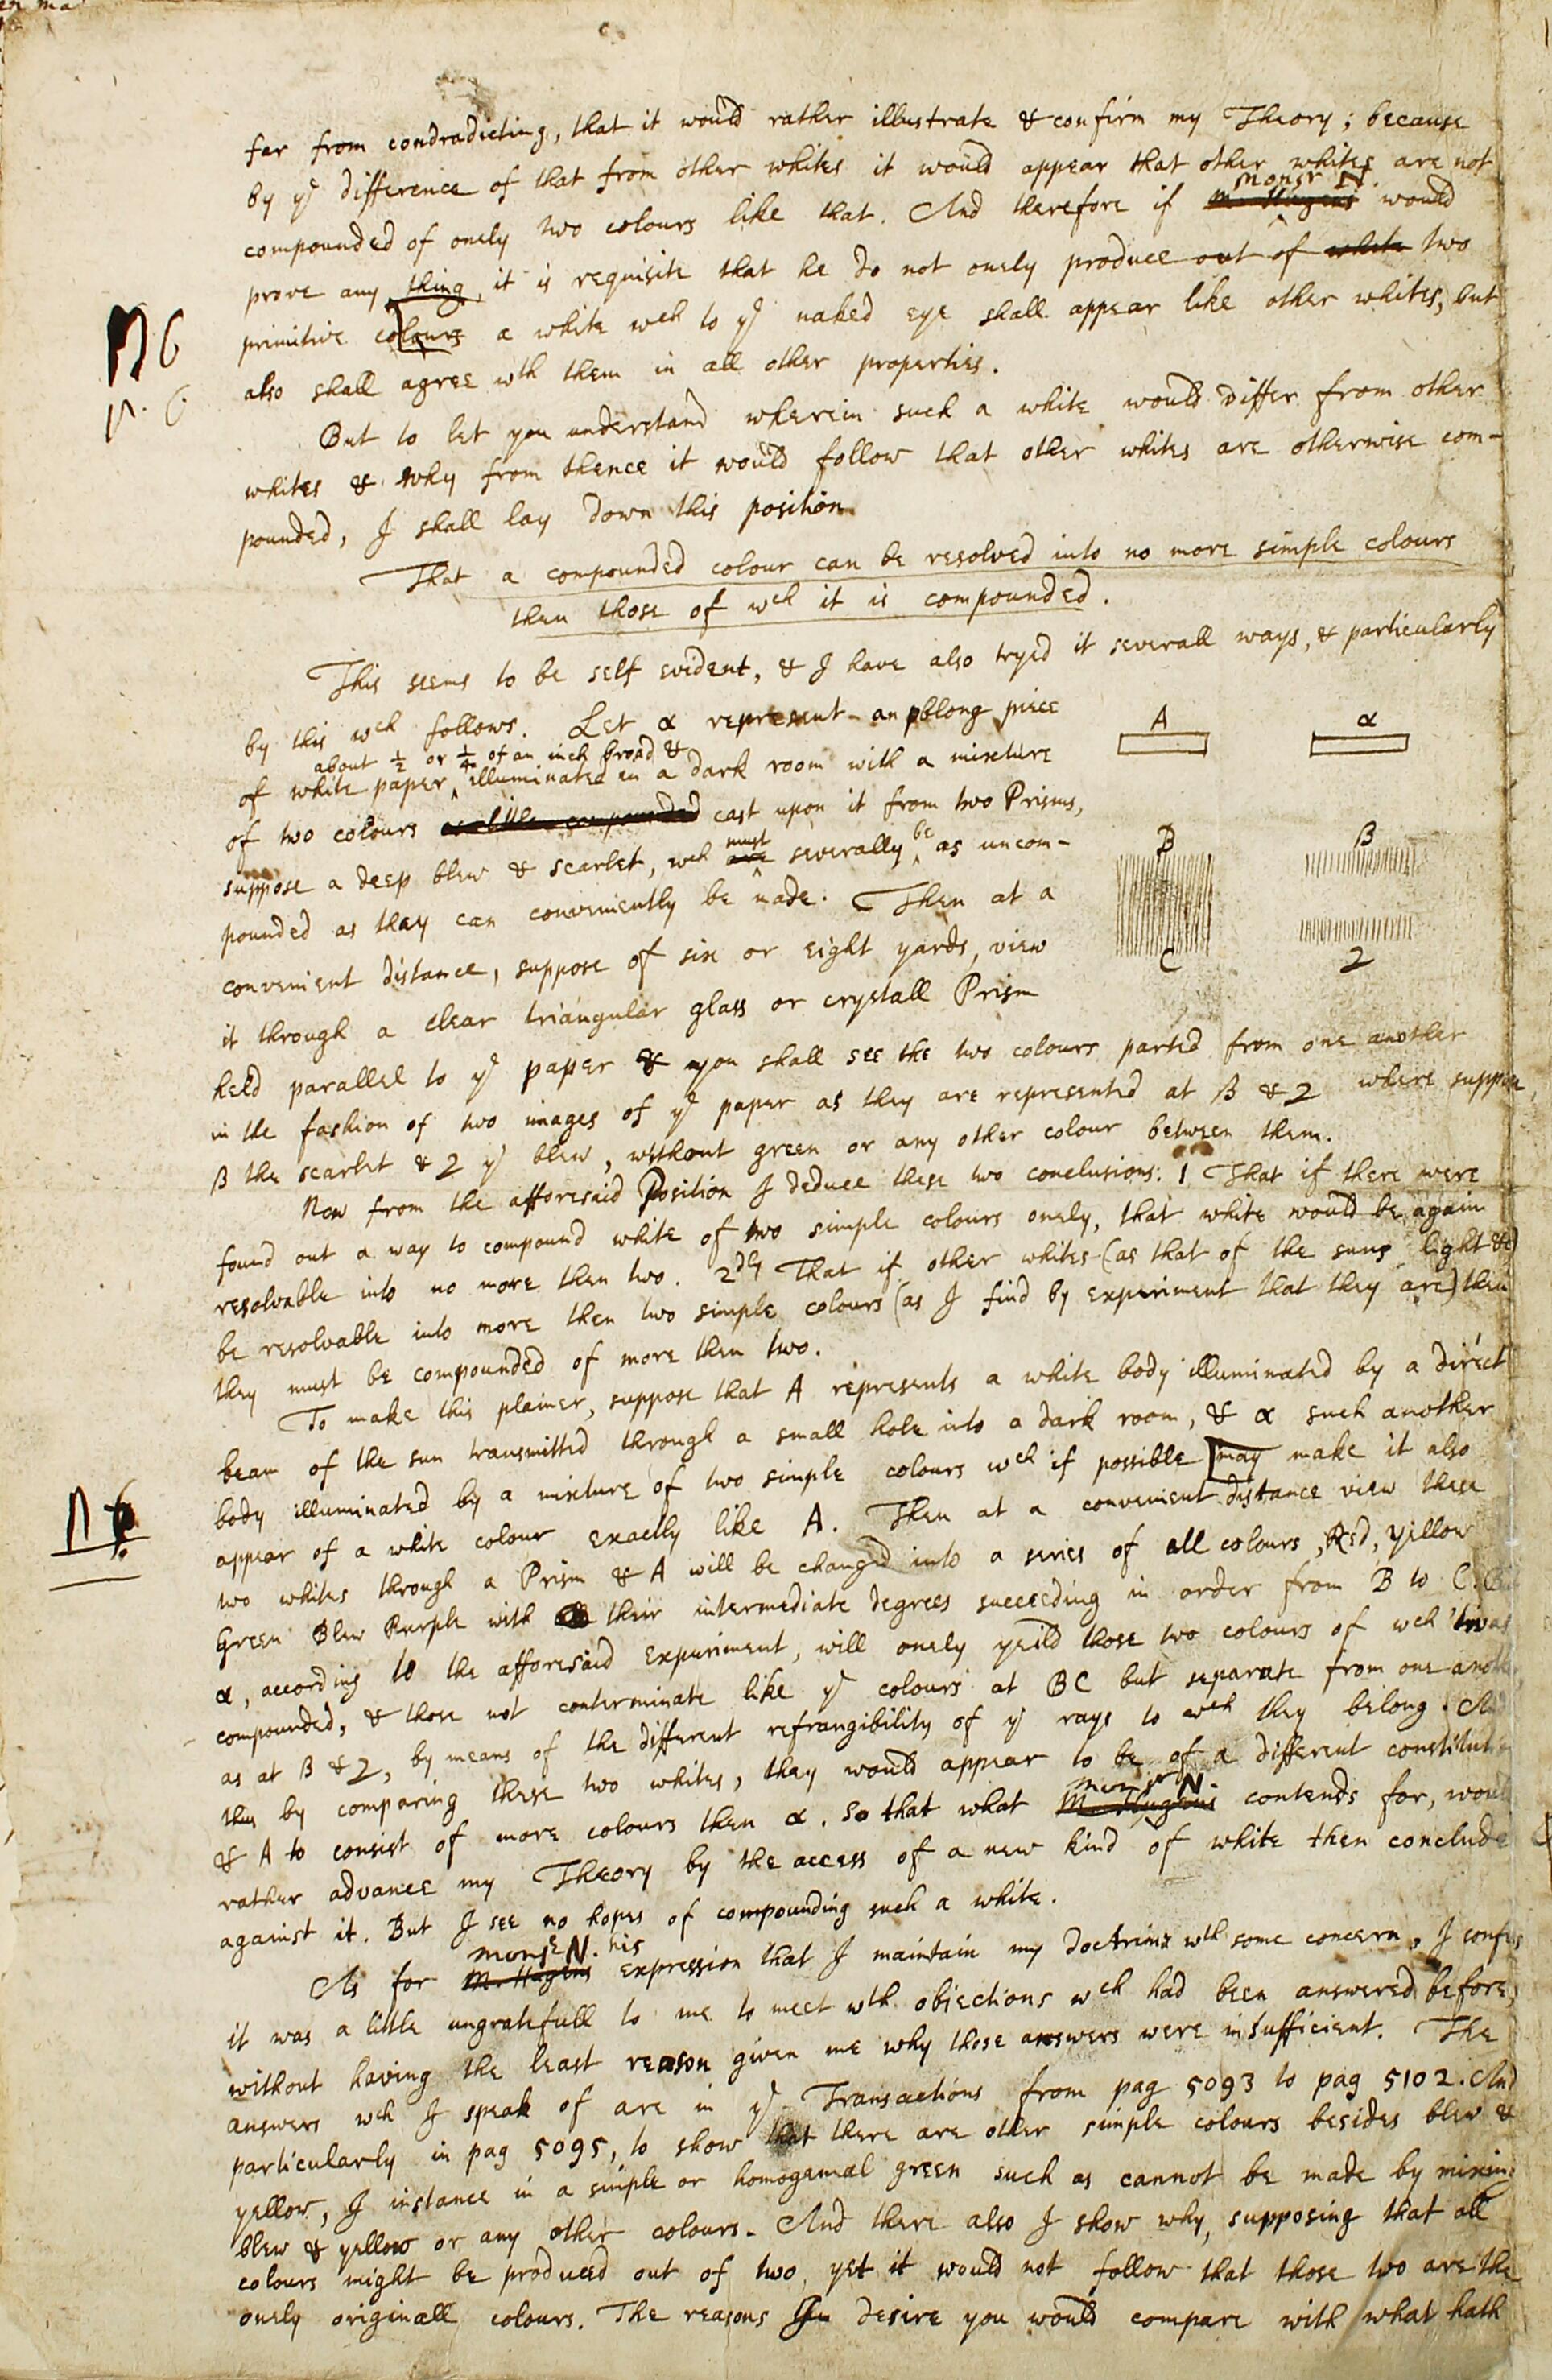 far from condradicting, that it would rather illustrate & confirm my Theory; because
by ye difference of that from other whites it would appear that other whites are not
Monsr N.
compounded of onely two colours like that. And therefore if M. Hugens would
prove any thing, it is requisite that he do not onely produce out of white two
primitive colours a white wch to ye naked eye shall appear like other whites, but
also shall agree wth them in all other properties.
But to let you understand wherein such a white would differ from other
whites & why from thence it would follow that other whites are otherwise com-
pounded, I shall lay down this position.
That a compounded colour can be resolved into no more simple colours
then those of wch it is compounded.
This seems to be self evident, & I have also tryed it severall ways, & particularly
by this wch follows. Let α represent an oblong piece
about 1/2 or 1/4 of an inch broad &
of white paper illuminated in a dark room with a mixture
of two colours cast upon it from two Prisms,
suppose a deep blew & scarlet, wch are must severally be as uncom-
pounded as they can conveniently be made. Then at a
convenient distance, suppose of six or eight yards, view
it through a clear triangular glass or crystall Prism
held parallel to ye paper & you shall see the two colours parted from one another
in the fashion of two images of ye paper as they are represented at β & 2 where suppose
β the scarlet & 2 ye blew, without green or any other colour between them.
Now from the afforesaid Position I deduce these two conclusions. 1 That if there were
found out a way to compound white of two simple colours onely, that white would be again
resolvable into no more then two. 2dly That if other whites (as that of the suns light &c)
be resolvable into more then two simple colours (as I find by experiment that they are) then
they must be compounded of more then two.
To make this plainer, suppose that A represents a white body illuminated by a direct
beam of the sun transmitted through a small hole into a dark room, & α such another
body illuminated by a mixture of two simple colours wch if possible may make it also
appear of a white colour exactly like A. Then at a convenient distance view these
two whites through a Prism & A will be changed into a series of all colours, Red, Yellow
Green Blew Purple with their intermediate degrees succeeding in order from B to C. But
α, according to the afforesaid experiment, will onely yeild those two colours of wch 'twas
compounded, & those not conterminate like ye colours at BC but separate from one another
as at β & 2, by means of the different refrangibility of ye rays to wch they belong. And
thus by comparing these two whites, they would appear to be of a different constitution
Monsr N.
& A to consist of more colours then α. So that what M. Hugens contends for, would
rather advance my Theory by the access of a new kind of white then conclude
against it. But I see no hopes of compounding such a white.
Monsr N. his
As for M. Hugens expression that I maintain my doctrine wth some concern, I confess
it was a little ungratefull to me to meet wth objections wch had been answered before,
without having the least reason given me why those answers were insufficient. The
answers wch I speak of are in ye Transactions from pag 5093 to pag 5102. And
particularly in pag 5095, to show that there are other simple colours besides blew &
yellow, I instance in a simple or homogeneal green such as cannot be made by mixing
blew & yellow or any other colours. And there also I show why, supposing that all
colours might be produced out of two, yet it would not follow that those two are the
onely originall colours. The reasons I desire you would compare with what hath
A
α
B
β
C
2